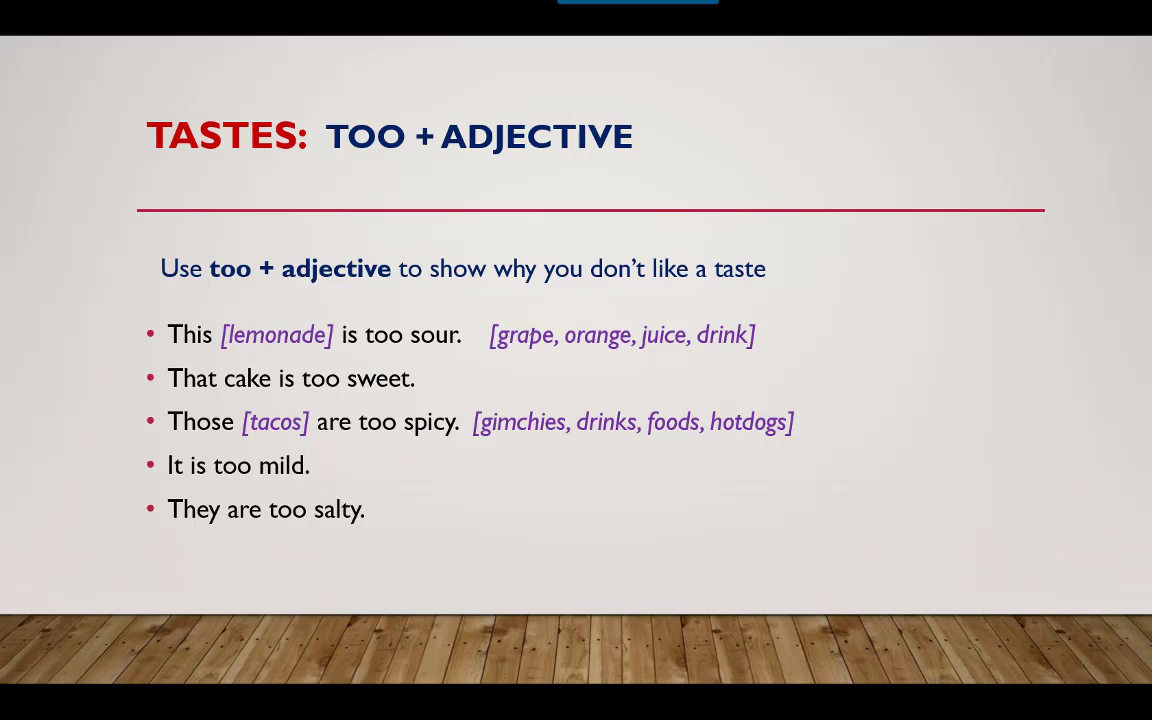 TASTES: TOO + ADJECTIVE
Use too + adjective to show why you don’t like a taste
• This [lemonade] is too sour. [grape, orange, juice, drink]
• That cake is too sweet.
• Those [tacos] are too spicy. [gimchies, drinks, foods, hotdogs]
• It is too mild.
• They are too salty.